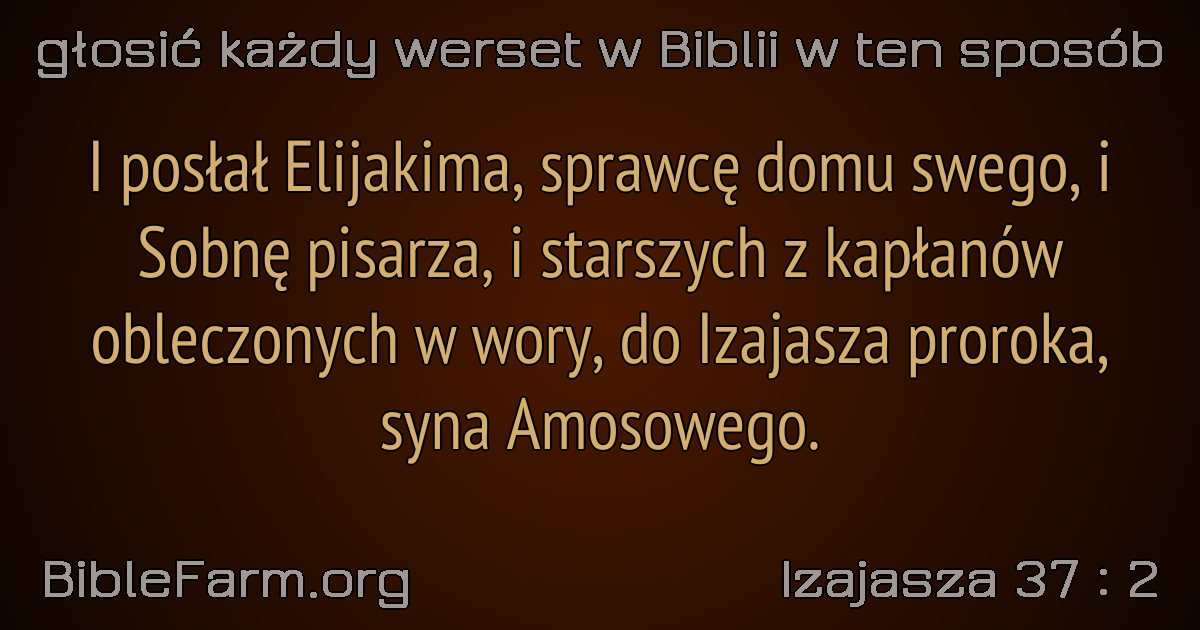 głosić każdy werset w Biblii w ten sposób
I posłał Elijakima, sprawcę domu swego, i
Sobnę pisarza, i starszych z kapłanów
obleczonych w wory, do Izajasza proroka,
syna Amosowego.
BibleFarm.org
Izajasza 37 : 2